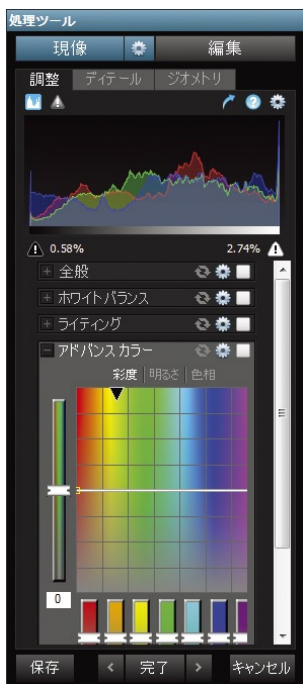 処理ツール
現像 編集
調整 ディテール ジオメトリ
0.58% 2.74%
全般
ホワイトバランス
ライティング
アドバンスカラー
彩度 明るさ 色相
0
保存 < 完了 > キャンセル